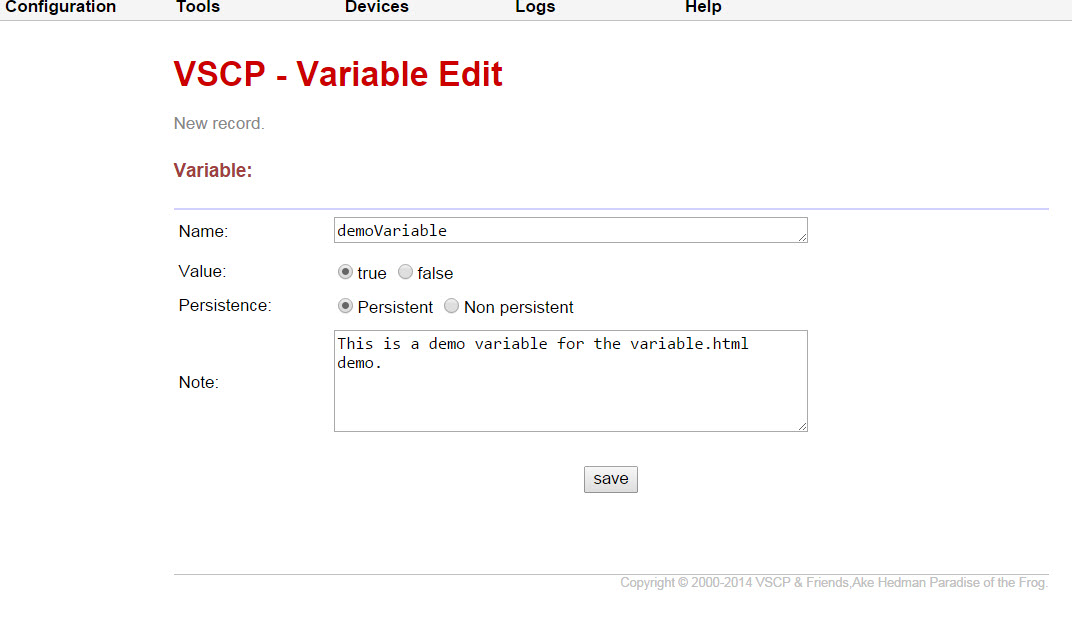 Configuration Tools Devices Logs Help
VSCP - Variable Edit
New record.
Variable:
Name: demoVariable
Value: true false
Persistence: Persistent Non persistent
This is a demo variable for the variable.html
demo.
Note:
save
Copyright © 2000-2014 VSCP & Friends,Ake Hedman Paradise of the Frog.